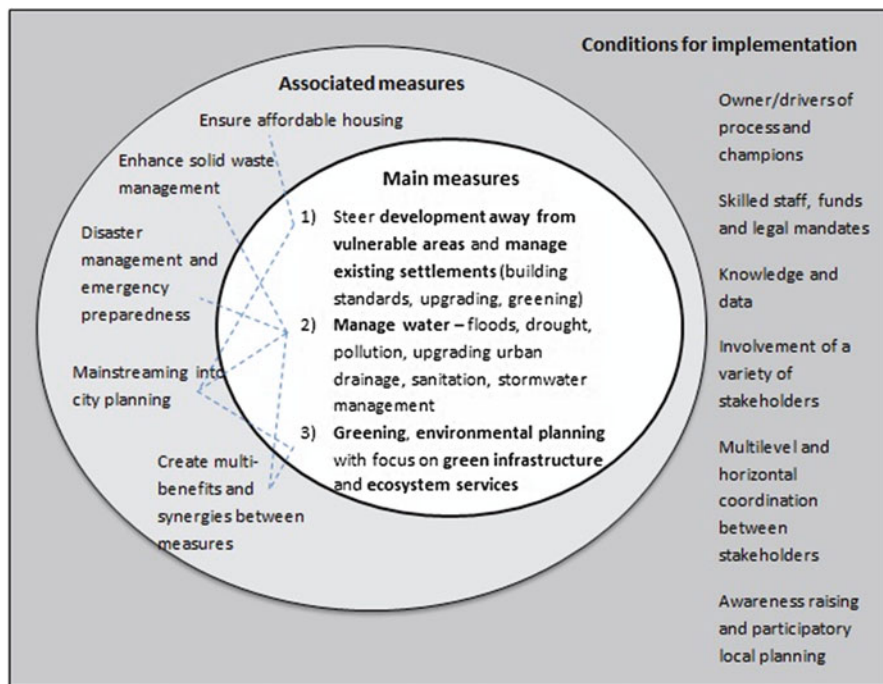 Conditions for implementation
Associated measures
Ensure affordable housing
Enhance solid waste
management
Disaster
management and
emergency
preparedness
Mainstreaming into
city planning
Create multi-
benefits and
synergies between
measures
Main measures
1) Steer development away from
vulnerable areas and manage
existing settlements (building
standards, upgrading, greening)
2) Manage water – floods, drought,
pollution, upgrading urban
drainage, sanitation, stormwater
management
3) Greening, environmental planning
with focus on green infrastructure
and ecosystem services
Owner/drivers of
process and
champions
Skilled staff, funds
and legal mandates
Knowledge and
data
Involvement of a
variety of
stakeholders
Multilevel and
horizontal
coordination
between
stakeholders
Awareness raising
and participatory
local planning